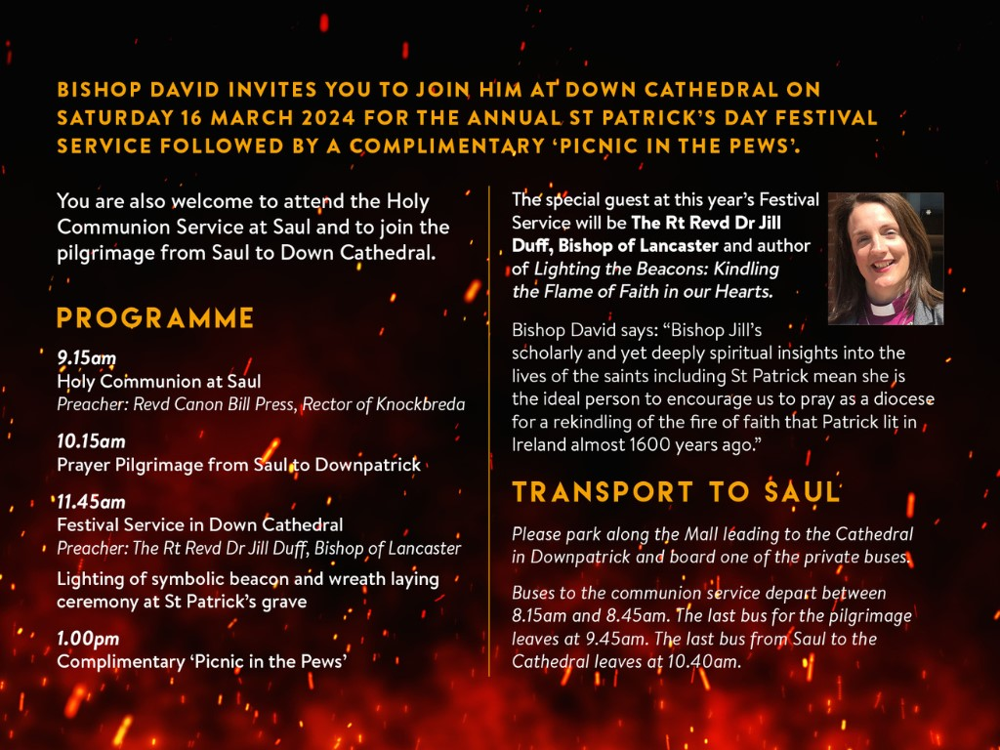 BISHOP DAVID INVITES YOU TO JOIN HIM AT DOWN CATHEDRAL ON
SATURDAY 16 MARCH 2024 FOR THE ANNUAL ST PATRICK'S DAY FESTIVAL
SERVICE FOLLOWED BY A COMPLIMENTARY ‘PICNIC IN THE PEWS’.
You are also welcome to attend the Holy
Communion Service at Saul and to join the
pilgrimage from Saul to Down Cathedral.
PROGRAMME
9.15am
Holy Communion at Saul
Preacher: Revd Canon Bill Press, Rector of Knockbreda
10.15am
Prayer Pilgrimage from Saul to Downpatrick
11.45am
Festival Service in Down Cathedral
Preacher: The Rt Revd Dr Jill Duff, Bishop of Lancaster
Lighting of symbolic beacon and wreath laying
ceremony at St Patrick's grave
1.00pm
Complimentary ‘Picnic in the Pews’
The special guest at this year's Festival
Service will be The Rt Revd Dr Jill
Duff, Bishop of Lancaster and author
of Lighting the Beacons: Kindling
the Flame of Faith in our Hearts.
Bishop David says: “Bishop Jill's
scholarly and yet deeply spiritual insights into the
lives of the saints including St Patrick mean she is
the ideal person to encourage us to pray as a diocese
for a rekindling of the fire of faith that Patrick lit in
Ireland almost 1600 years ago.”
TRANSPORT TO SAUL
Please park along the Mall leading to the Cathedral
in Downpatrick and board one of the private buses.
Buses to the communion service depart between
8.15am and 8.45am. The last bus for the pilgrimage
leaves at 9.45am. The last bus from Saul to the
Cathedral leaves at 10.40am.